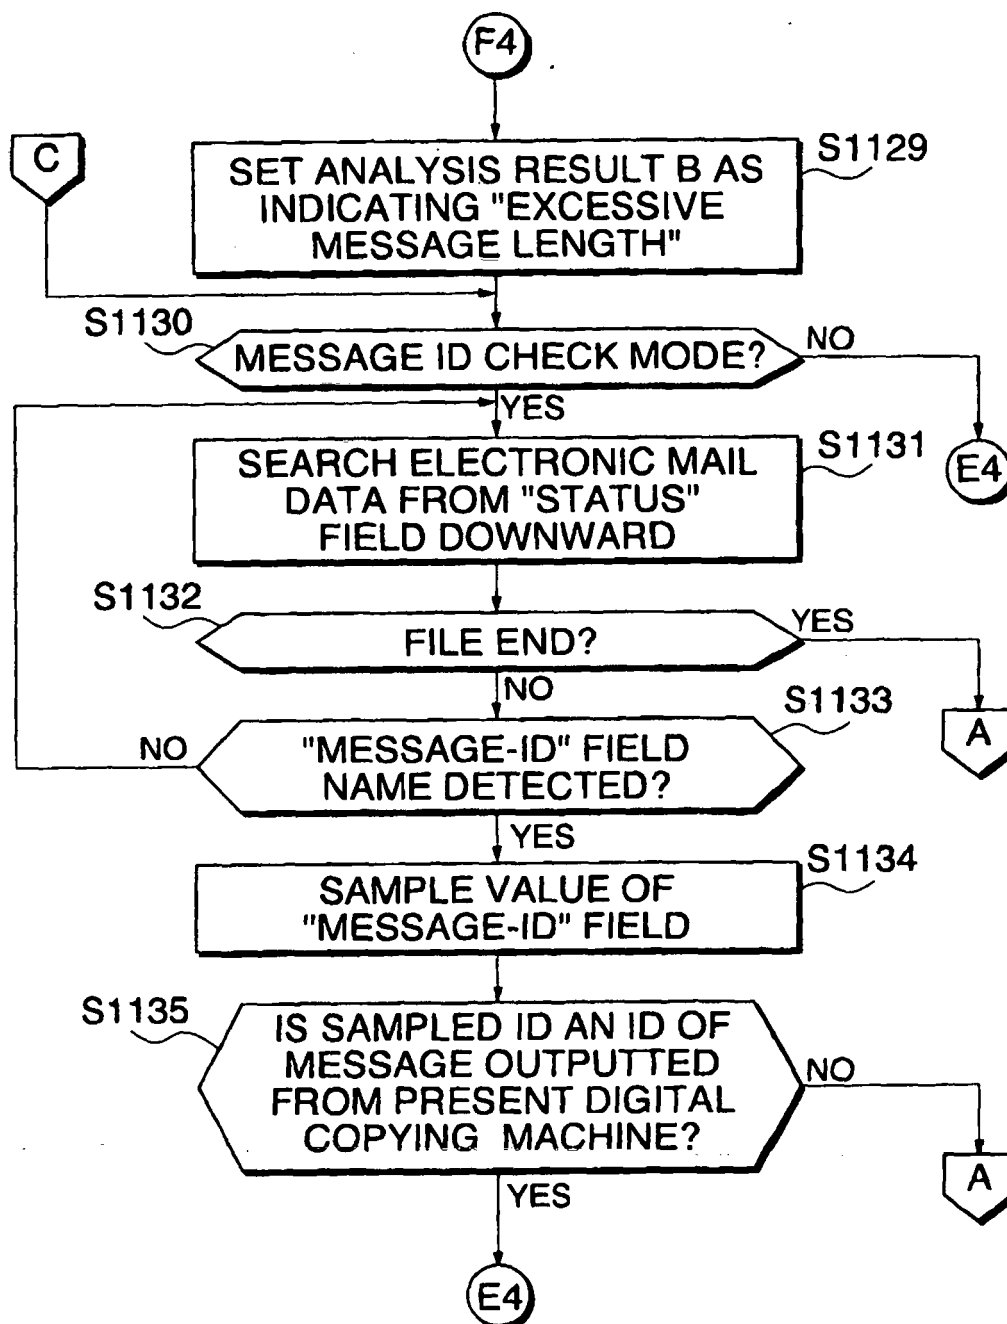 F4
C
S1129
SET ANALYSIS RESULT B AS
INDICATING "EXCESSIVE
MESSAGE LENGTH"
S1130
MESSAGE ID CHECK MODE?
NO
YES
S1131
SEARCH ELECTRONIC MAIL
DATA FROM "STATUS"
FIELD DOWNWARD
E4
S1132
FILE END?
YES
NO
S1133
"MESSAGE-ID" FIELD
NAME DETECTED?
NO
A
YES
S1134
SAMPLE VALUE OF
"MESSAGE-ID" FIELD
S1135
IS SAMPLED ID AN ID OF
MESSAGE OUTPUTTED
FROM PRESENT DIGITAL
COPYING MACHINE?
NO
A
YES
E4